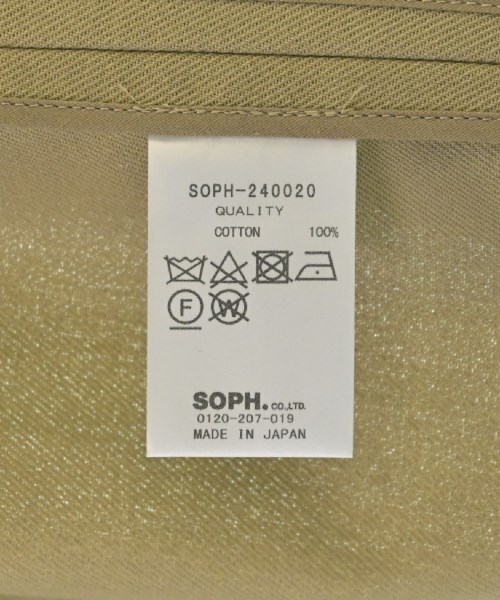 SOPH-240020
QUALITY
COTTON 100%
F W
SOPH. CO.,LTD.
0120-207-019
MADE IN JAPAN